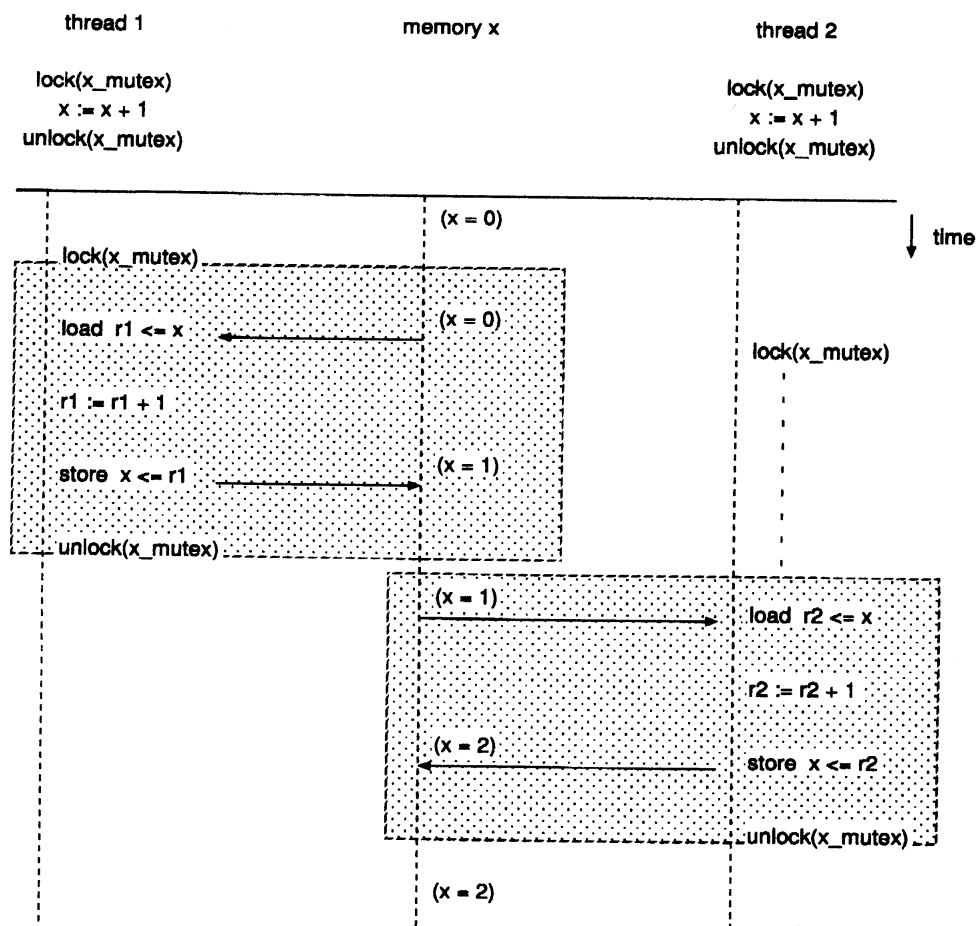 thread 1
memory x
thread 2
lock(x_mutex)
x := x + 1
unlock(x_mutex)
lock(x_mutex)
x := x + 1
unlock(x_mutex)
(x = 0)
time
lock(x_mutex)
load r1 <= x
(x = 0)
lock(x_mutex)
r1 := r1 + 1
store x <= r1
(x = 1)
unlock(x_mutex)
(x = 1)
load r2 <= x
r2 := r2 + 1
(x = 2)
store x <= r2
unlock(x_mutex)
(x = 2)